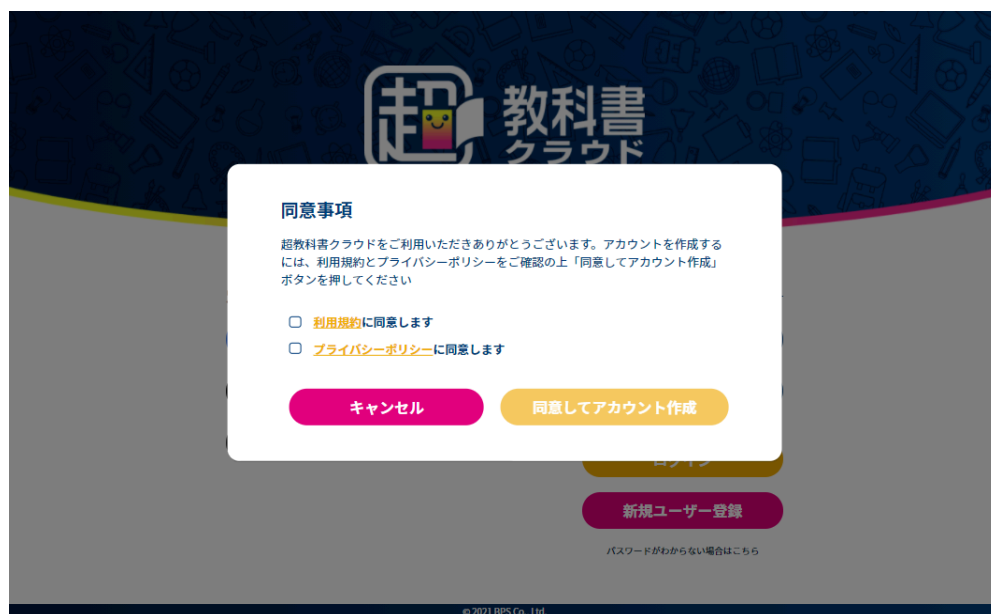 超
教科書
クラウド
同意事項
超教科書クラウドをご利用いただきありがとうございます。アカウントを作成する
には、利用規約とプライバシーポリシーをご確認の上「同意してアカウント作成」
ボタンを押してください
利用規約に同意します
プライバシーポリシーに同意します
キャンセル
同意してアカウント作成
ログイン
新規ユーザー登録
パスワードがわからない場合はこちら
© 2021 BPS Co., Ltd.